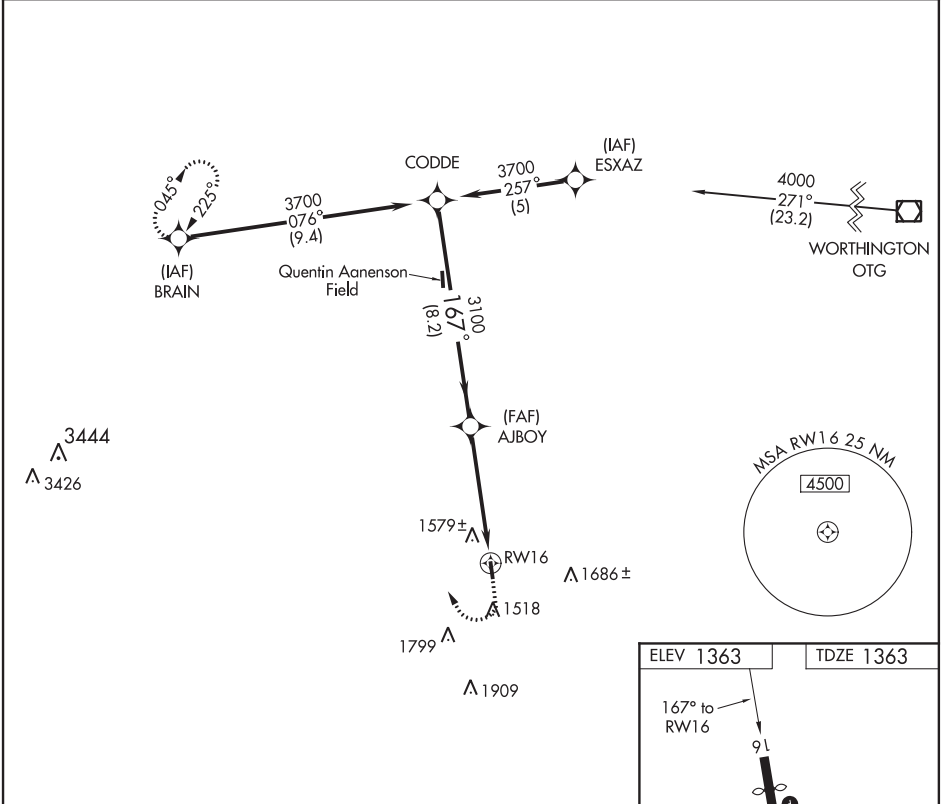 (IAF)
ESXAZ
CODDE
3700
257°
(5)
4000
271°
(23.2)
WORTHINGTON
OTG
045°
225°
3700
076°
(9.4)
(IAF)
BRAIN
Quentin Aanenson
Field
3100
167°
(8.2)
(FAF)
AJBOY
3444
3426
MSA RW16 25 NM
4500
1579±
RW16
1686±
1518
1799
1909
ELEV 1363
TDZE 1363
167° to
RW16
16